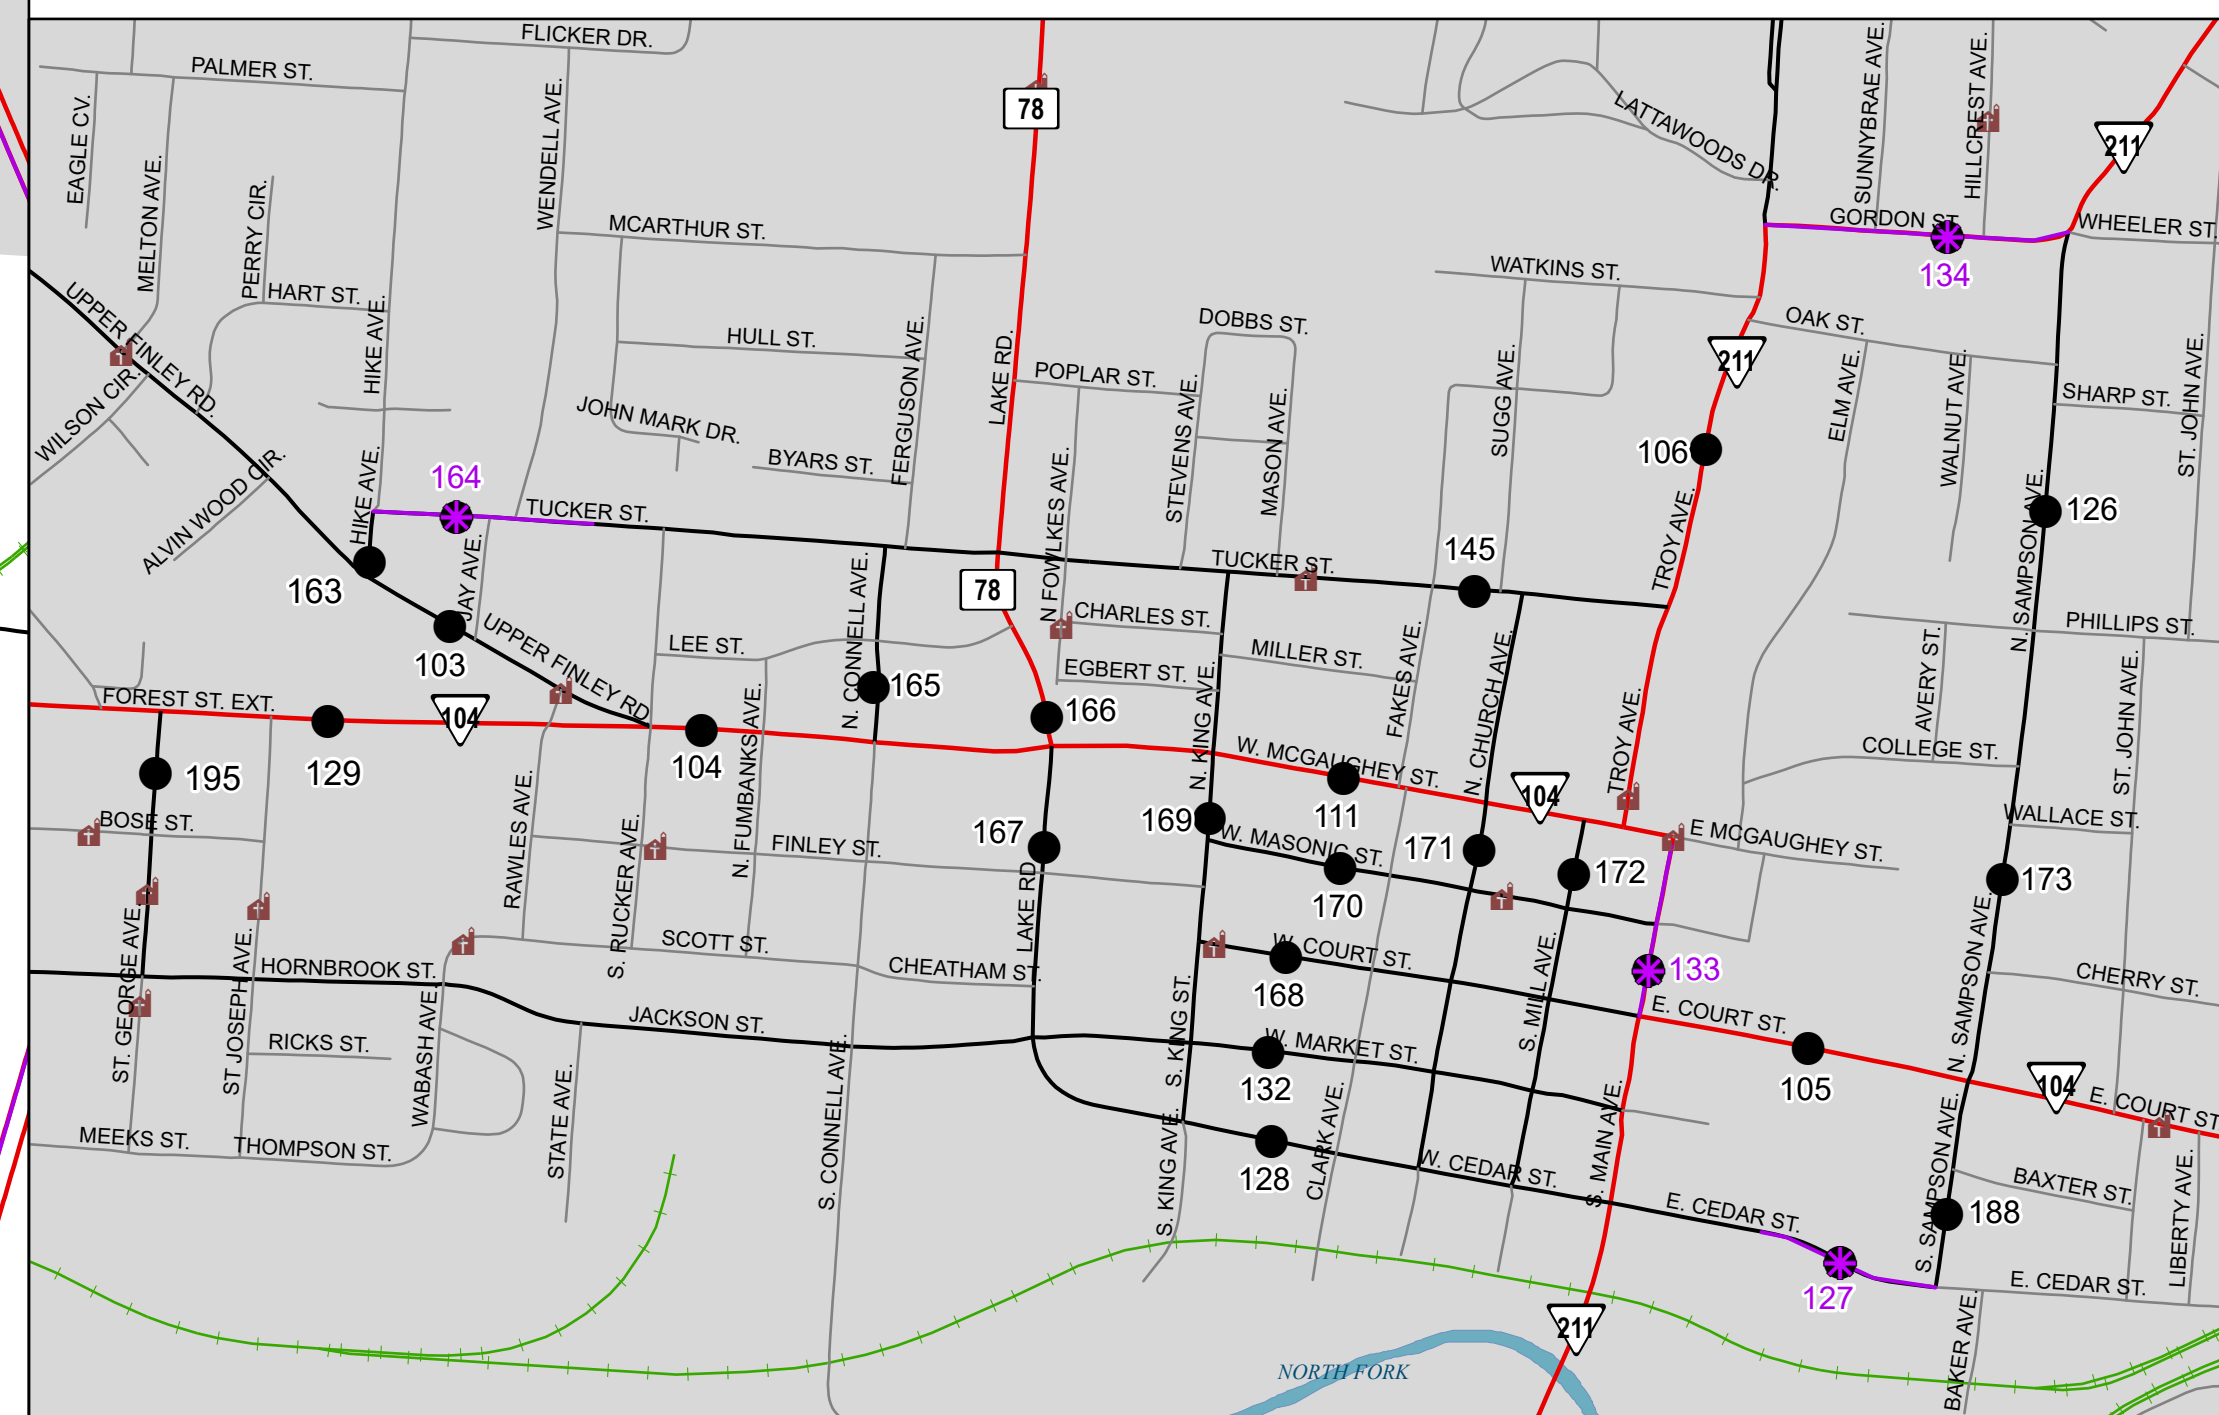 FLICKER DR.
PALMER ST.
EAGLE CV.
MELTON AVE.
PERRY CIR.
WENDELL AVE.
78
LATTAWOODS DR.
SUNNYBRAE AVE.
HILLCREST AVE.
211
MCARTHUR ST.
GORDON ST.
WHEELER ST.
134
HART ST.
HIKE AVE.
UPPER FINLEY RD.
WILSON CIR.
HULL ST.
FERGUSON AVE.
LAKE RD.
WATKINS ST.
OAK ST.
DOBBS ST.
POPLAR ST.
STEVENS AVE.
MASON AVE.
SUGG AVE.
211
ELM AVE.
WALNUT AVE.
SHARP ST.
ST. JOHN AVE.
JOHN MARK DR.
BYARS ST.
106
ALVIN WOOD CIR.
HIKE AVE.
164
TUCKER ST.
N FOWLKES AVE.
TROY AVE.
N. SAMPSON AVE.
126
163
JAY AVE.
103
UPPER FINLEY RD.
N. CONNELL AVE.
78
TUCKER ST.
145
CHARLES ST.
PHILLIPS ST.
LEE ST.
EGBERT ST.
MILLER ST.
FAKES AVE.
N. CHURCH AVE.
AVERY ST.
ST. JOHN AVE.
165
166
N. KING AVE.
TROY AVE.
FOREST ST. EXT.
104
129
104
N. FUMBANKS AVE.
W. MCGAUGHEY ST.
111
104
COLLEGE ST.
195
BOSE ST.
RAWLES AVE.
S. RUCKER AVE.
FINLEY ST.
167
169
W. MASONIC ST.
170
171
172
E MCGAUGHEY ST.
WALLACE ST.
173
ST. GEORGE AVE.
ST JOSEPH AVE.
HORNBROOK ST.
SCOTT ST.
CHEATHAM ST.
LAKE RD.
W. COURT ST.
168
S. MILL AVE.
133
N. SAMPSON AVE.
CHERRY ST.
RICKS ST.
WABASH AVE.
JACKSON ST.
S. CONNELL AVE.
S. KING ST.
W. MARKET ST.
132
E. COURT ST.
105
104
E. COURT ST.
MEEKS ST.
THOMPSON ST.
STATE AVE.
S. KING AVE.
128
CLARK AVE.
W. CEDAR ST.
S. MAIN AVE.
E. CEDAR ST.
S. SAMPSON AVE.
188
BAXTER ST.
LIBERTY AVE.
127
E. CEDAR ST.
BAKER AVE.
211
NORTH FORK